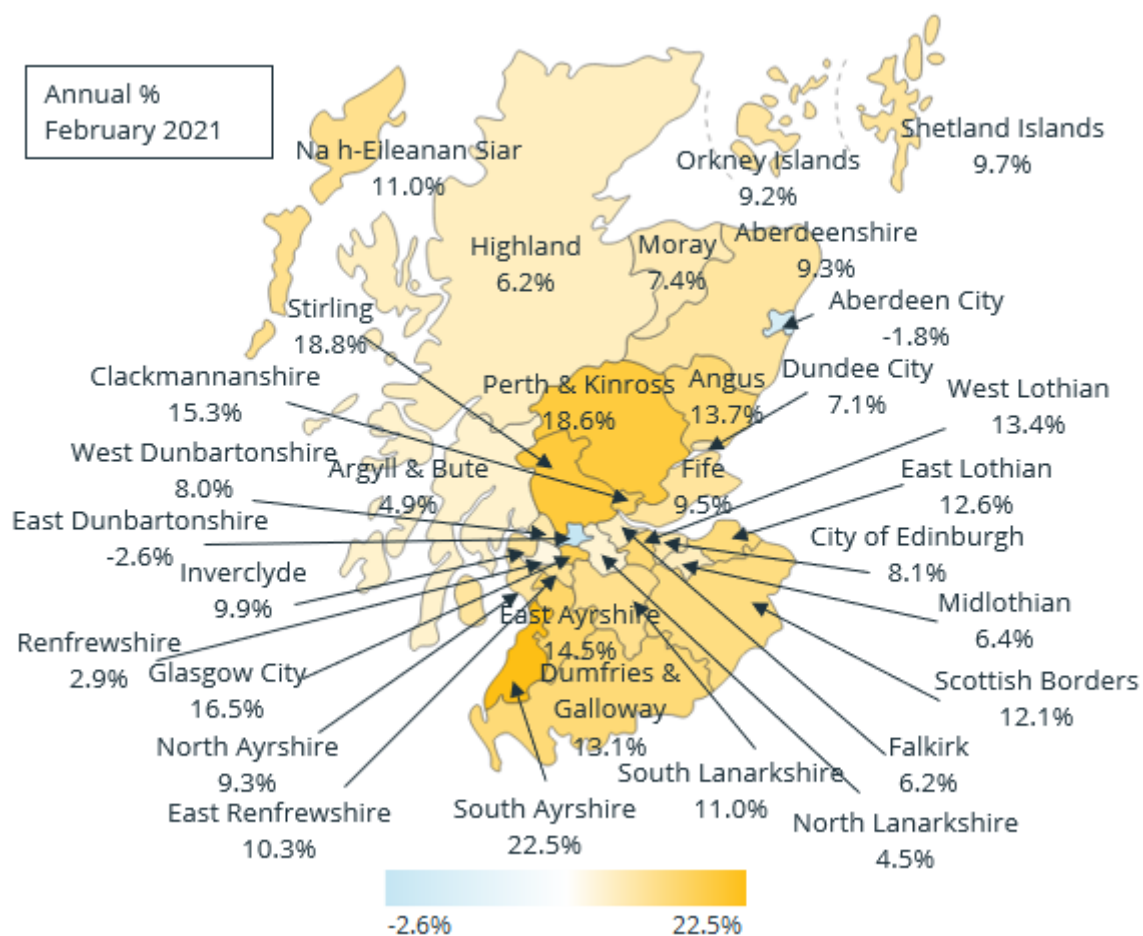 Annual %
February 2021
Na h-Eileanan Siar
11.0%
Orkney Islands
9.2%
Shetland Islands
9.7%
Highland
6.2%
Moray
7.4%
Aberdeenshire
9.3%
Stirling
18.8%
Aberdeen City
-1.8%
Clackmannanshire
15.3%
Perth & Kinross
18.6%
Angus
13.7%
Dundee City
7.1%
West Lothian
13.4%
West Dunbartonshire
8.0%
Argyll & Bute
4.9%
Fife
9.5%
East Lothian
12.6%
East Dunbartonshire
-2.6%
City of Edinburgh
8.1%
Inverclyde
9.9%
East Ayrshire
14.5%
Midlothian
6.4%
Renfrewshire
2.9%
Glasgow City
16.5%
Dumfries &
Galloway
13.1%
Scottish Borders
12.1%
North Ayrshire
9.3%
South Lanarkshire
11.0%
Falkirk
6.2%
East Renfrewshire
10.3%
South Ayrshire
22.5%
North Lanarkshire
4.5%
-2.6%
22.5%